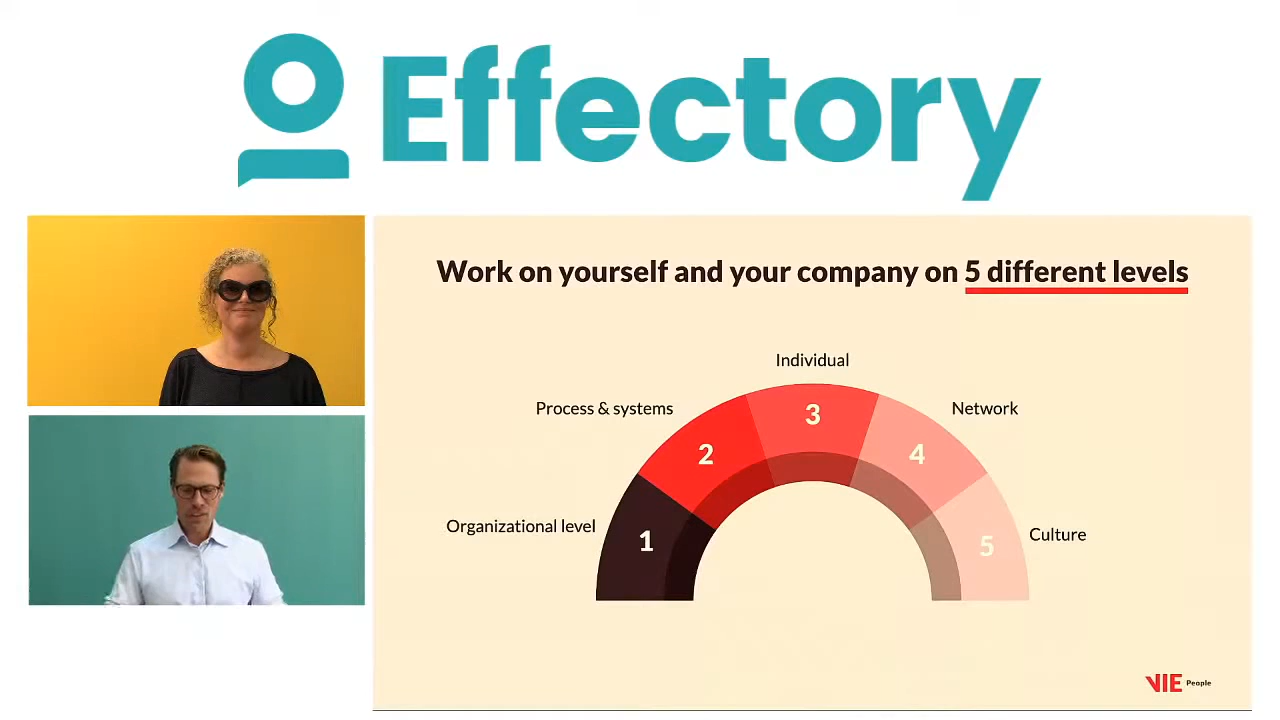 Effectory
Work on yourself and your company on 5 different levels
Individual
Process & systems
Network
3
2
4
Organizational level
1
5
Culture
VIE People